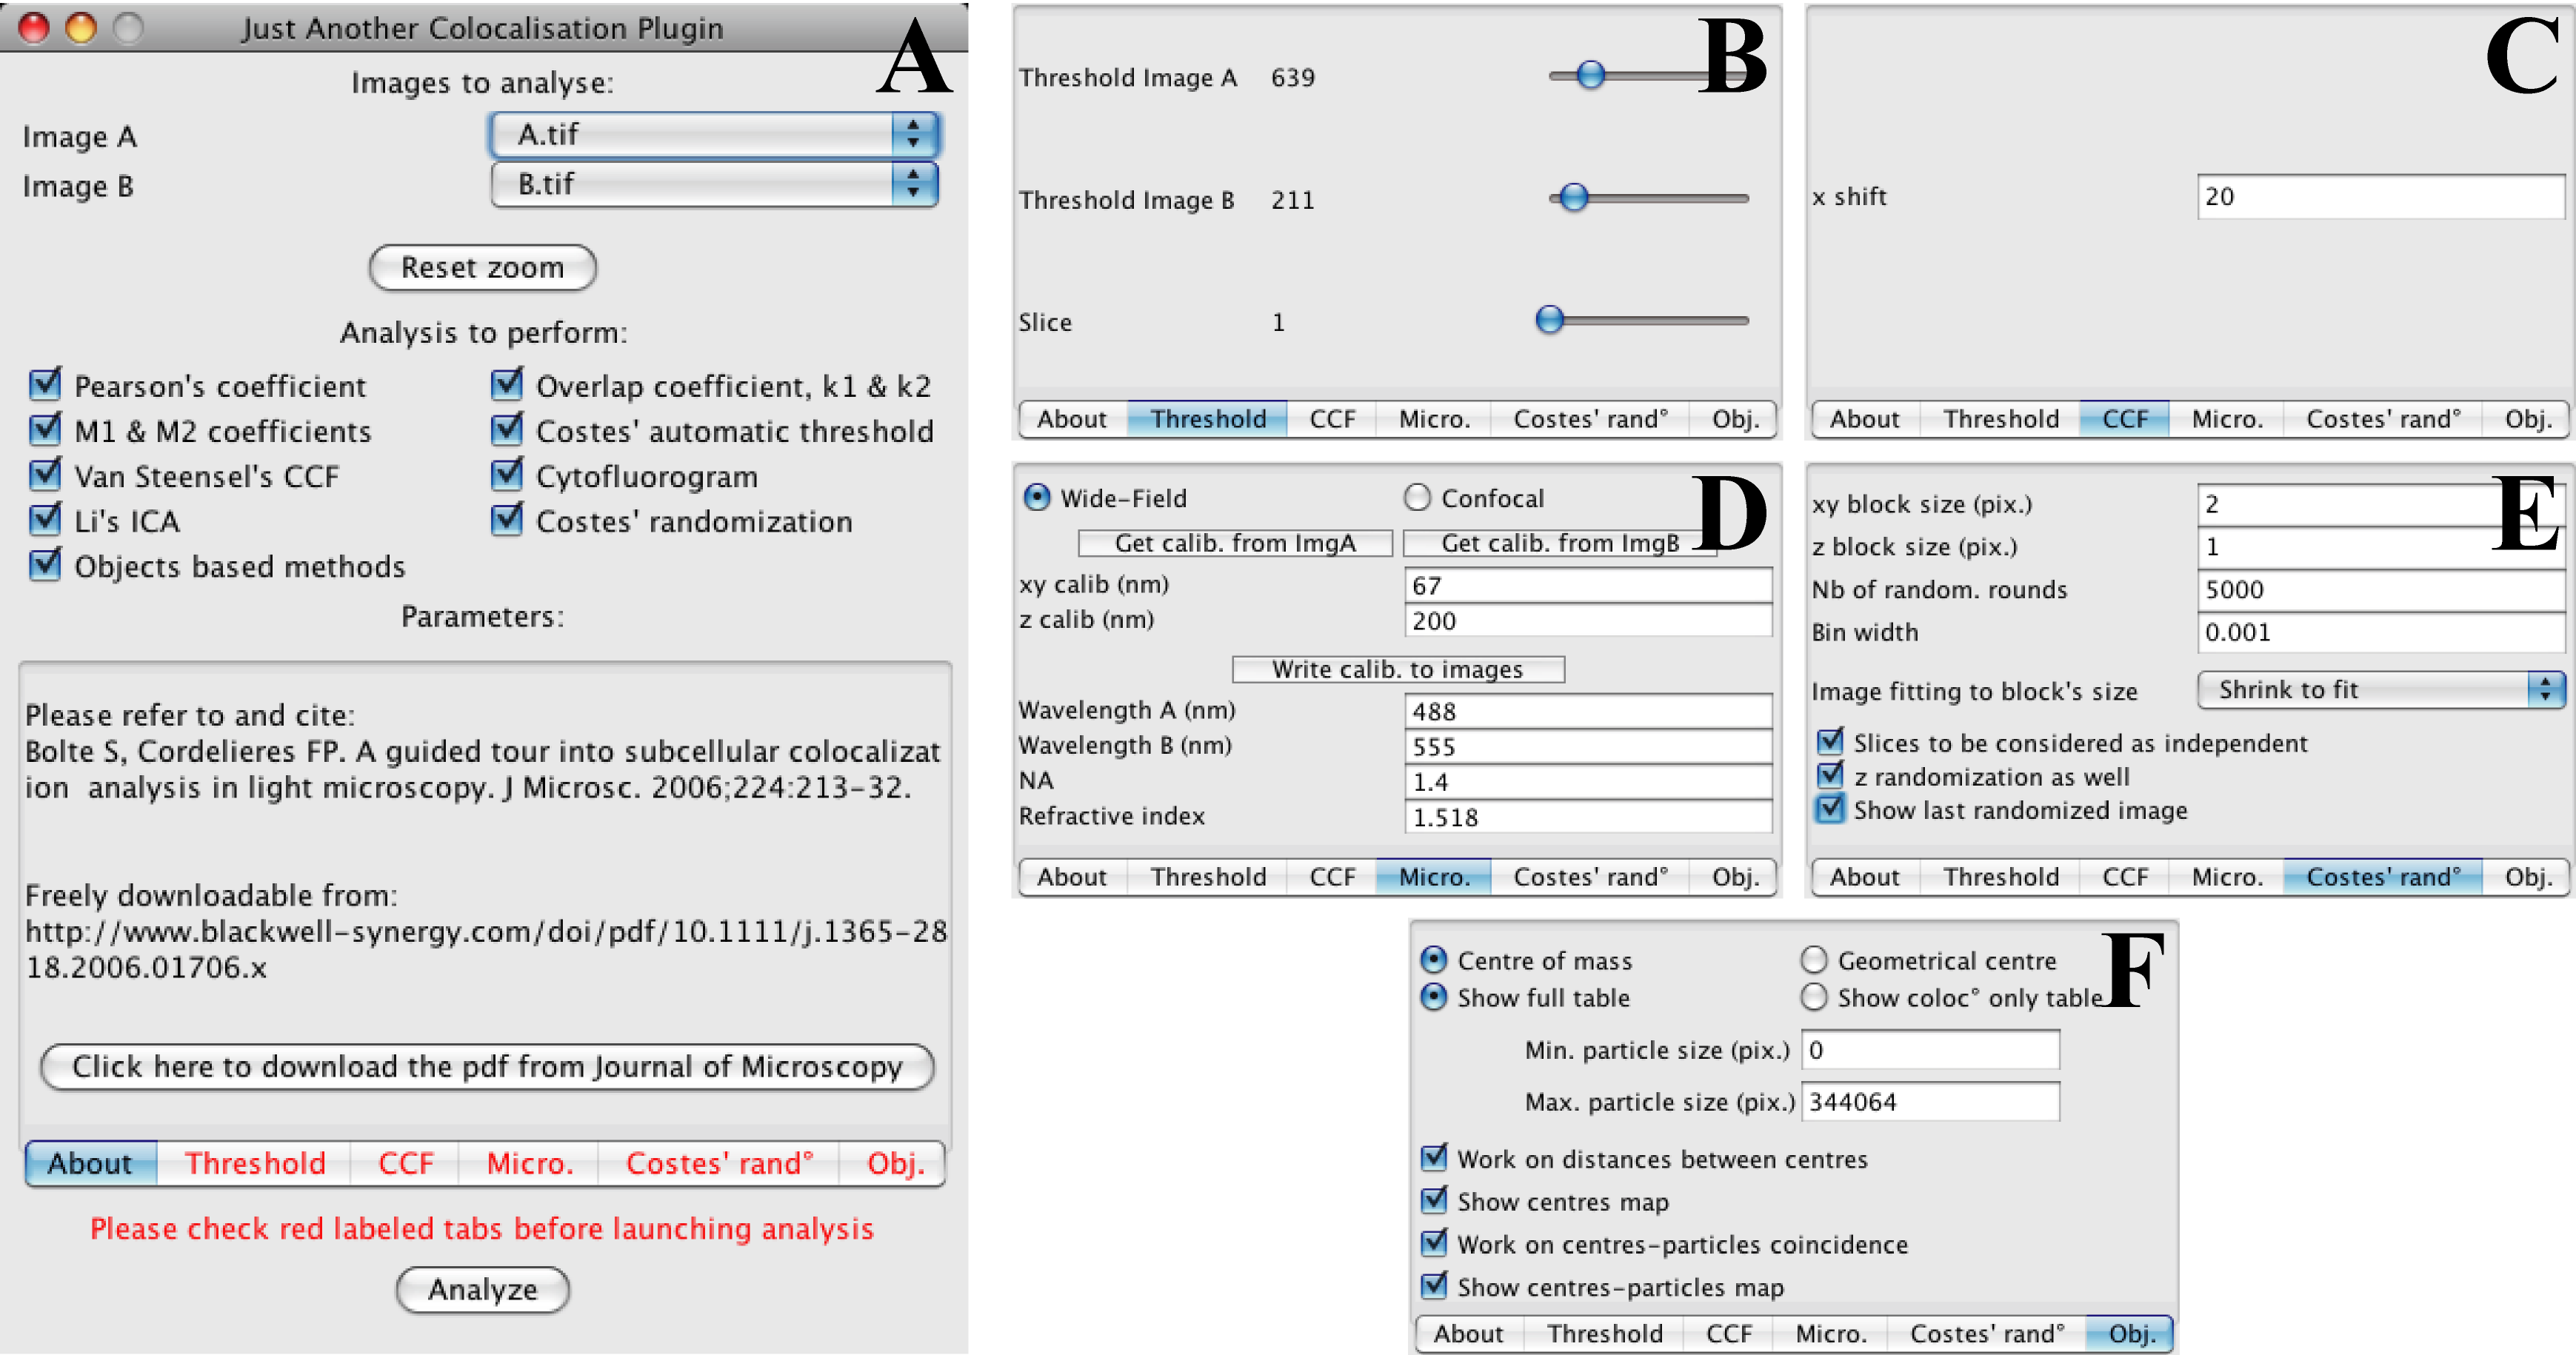 Just Another Colocalisation Plugin
A
Images to analyse:
Image A
A.tif
Image B
B.tif
Reset zoom
Analysis to perform:
Pearson's coefficient
Overlap coefficient, k1 & k2
M1 & M2 coefficients
Costes' automatic threshold
Van Steensel's CCF
Cytofluorogram
Li's ICA
Costes' randomization
Objects based methods
Parameters:
Please refer to and cite:
Bolte S, Cordelieres FP. A guided tour into subcellular colocalizat
ion  analysis in light microscopy. J Microsc. 2006;224:213-32.
Freely downloadable from:
http://www.blackwell-synergy.com/doi/pdf/10.1111/j.1365-28
18.2006.01706.x
Click here to download the pdf from Journal of Microscopy
About Threshold CCF Micro. Costes' rand° Obj.
Please check red labeled tabs before launching analysis
Analyze
B
Threshold Image A 639
Threshold Image B 211
Slice 1
About Threshold CCF Micro. Costes' rand° Obj.
C
x shift 20
About Threshold CCF Micro. Costes' rand° Obj.
D
Wide-Field Confocal
Get calib. from ImgA Get calib. from ImgB
xy calib (nm) 67
z calib (nm) 200
Write calib. to images
Wavelength A (nm) 488
Wavelength B (nm) 555
NA 1.4
Refractive index 1.518
About Threshold CCF Micro. Costes' rand° Obj.
E
xy block size (pix.) 2
z block size (pix.) 1
Nb of random. rounds 5000
Bin width 0.001
Image fitting to block's size Shrink to fit
Slices to be considered as independent
z randomization as well
Show last randomized image
About Threshold CCF Micro. Costes' rand° Obj.
F
Centre of mass Geometrical centre
Show full table Show coloc° only table
Min. particle size (pix.) 0
Max. particle size (pix.) 344064
Work on distances between centres
Show centres map
Work on centres-particles coincidence
Show centres-particles map
About Threshold CCF Micro. Costes' rand° Obj.